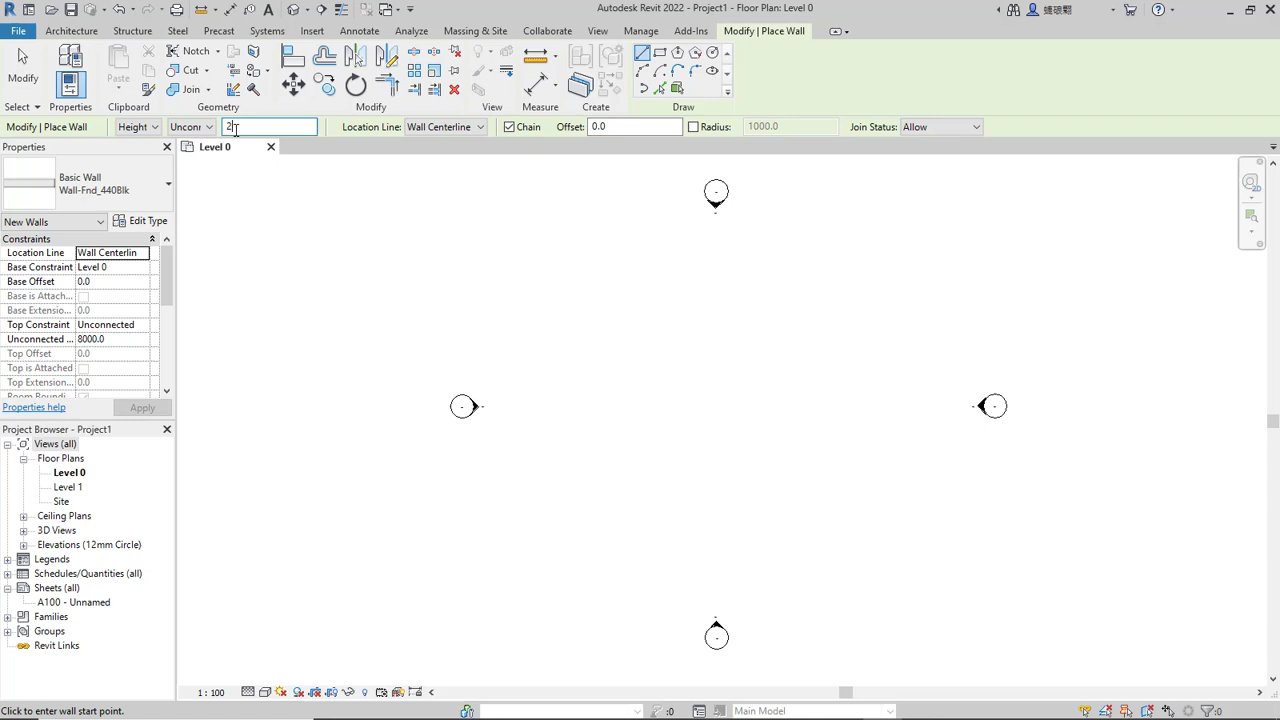 Autodesk Revit 2022 - Project1 - Floor Plan: Level 0
File Architecture Structure Steel Precast Systems Insert Annotate Analyze Massing & Site Collaborate View Manage Add-Ins Modify | Place Wall
Modify
Paste
Notch
Cut
Join
Select Properties Clipboard Geometry Modify View Measure Create Draw
Modify | Place Wall Height Unconr 2 Location Line: Wall Centerline Chain Offset: 0.0 Radius: 1000.0 Join Status: Allow
Properties
Level 0
Basic Wall
Wall-Fnd_440Blk
New Walls Edit Type
Constraints
Location Line Wall Centerlin
Base Constraint Level 0
Base Offset 0.0
Base is Attach...
Base Extensio... 0.0
Top Constraint Unconnected
Unconnected ... 8000.0
Top Offset 0.0
Top is Attached
Top Extension... 0.0
Properties help Apply
Project Browser - Project1
Views (all)
Floor Plans
Level 0
Level 1
Site
Ceiling Plans
3D Views
Elevations (12mm Circle)
Legends
Schedules/Quantities (all)
Sheets (all)
A100 - Unnamed
Families
Groups
Revit Links
1 : 100
Click to enter wall start point.
:0
Main Model
:0